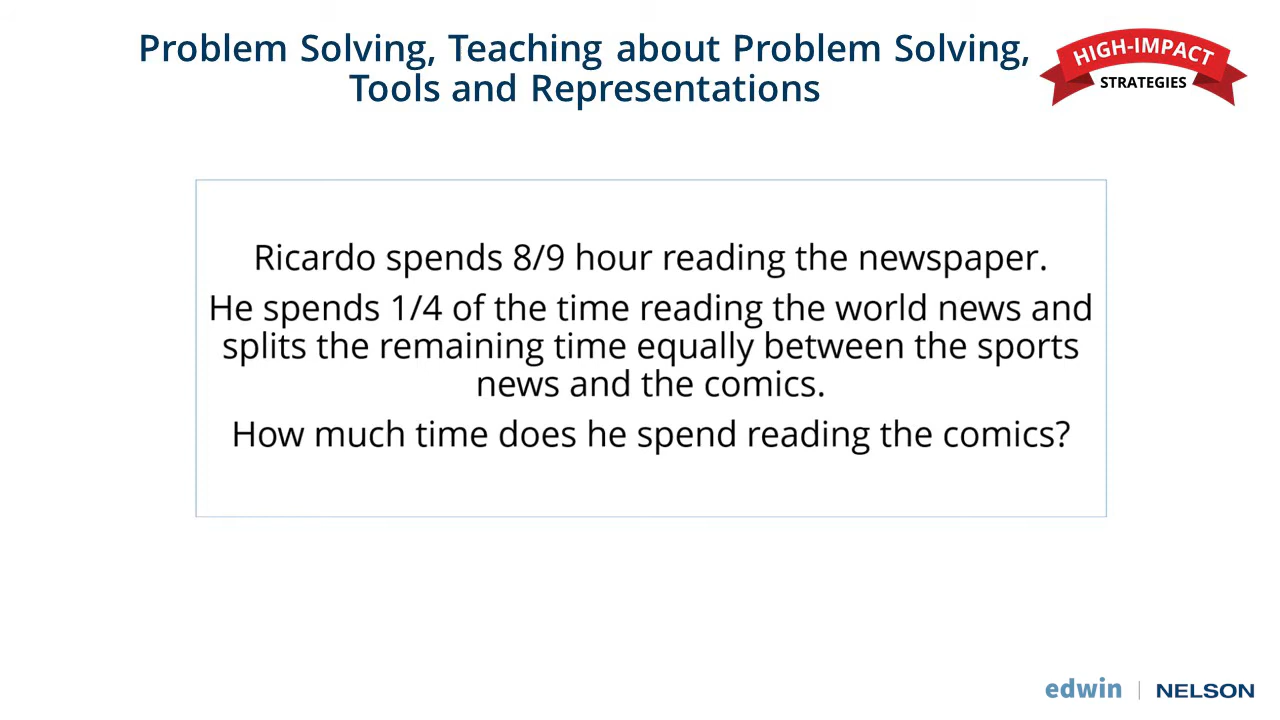 Problem Solving, Teaching about Problem Solving,
Tools and Representations
HIGH-IMPACT
STRATEGIES
Ricardo spends 8/9 hour reading the newspaper.
He spends 1/4 of the time reading the world news and
splits the remaining time equally between the sports
news and the comics.
How much time does he spend reading the comics?
edwin | NELSON